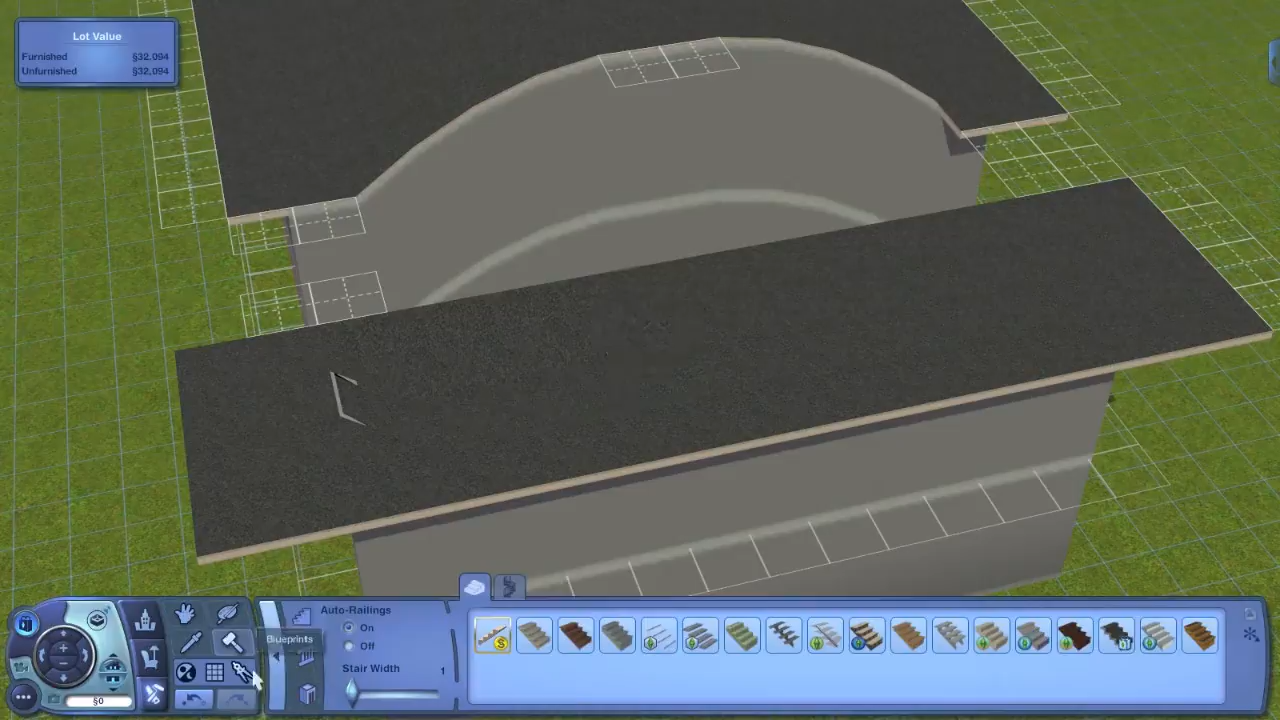 Lot Value
Furnished §32,094
Unfurnished §32,094
Auto-Railings
On
Off
Stair Width 1
Blueprints
§0